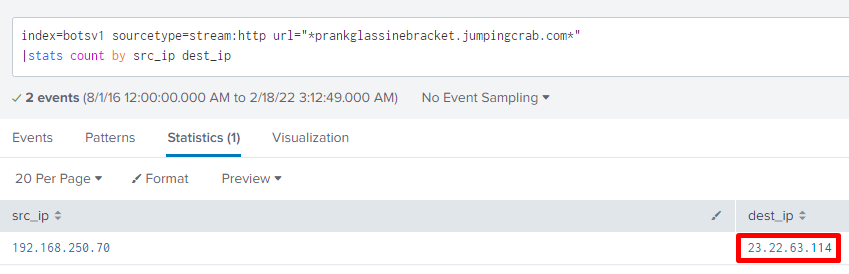 index=botsv1 sourcetype=stream:http url="*prankglassinebracket.jumpingcrab.com*"
|stats count by src_ip dest_ip
✓ 2 events (8/1/16 12:00:00.000 AM to 2/18/22 3:12:49.000 AM) No Event Sampling
Events Patterns Statistics (1) Visualization
20 Per Page Format Preview
src_ip dest_ip
192.168.250.70 23.22.63.114